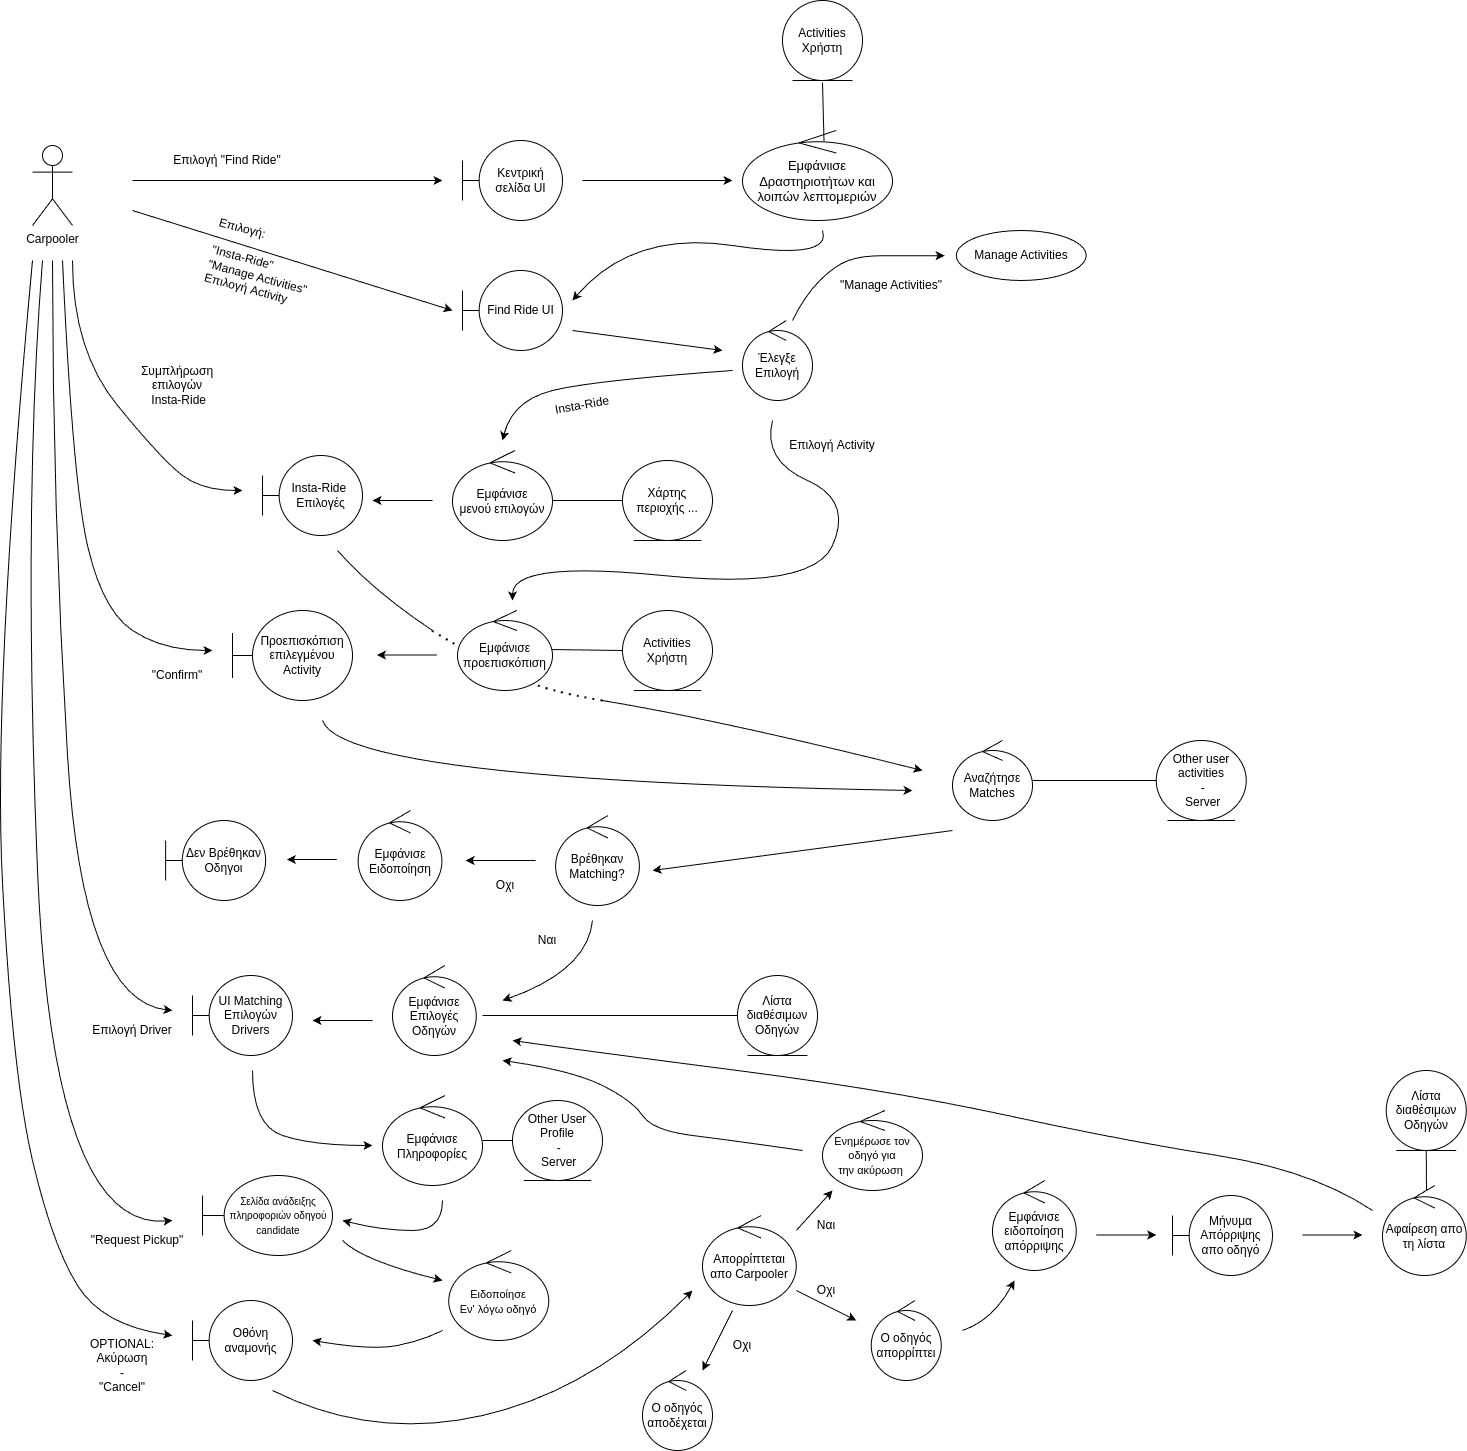 Activities
Χρήστη
Επιλογή "Find Ride"
Κεντρική
σελίδα UI
Εμφάνιισε
Δραστηριοτήτων και
λοιπών λεπτομεριών
Carpooler
Επιλογή:
"Insta-Ride"
"Manage Activities"
Επιλογή Activity
Find Ride UI
Manage Activities
"Manage Activities"
Έλεγξε
Επιλογή
Insta-Ride
Συμπλήρωση
επιλογών
Insta-Ride
Επιλογή Activity
Insta-Ride
Επιλογές
Εμφάνισε
μενού επιλογών
Χάρτης
περιοχής ...
Προεπισκόπιση
επιλεγμένου
Activity
Εμφάνισε
προεπισκόπιση
Activities
Χρήστη
"Confirm"
Αναζήτησε
Matches
Other user
activities
-
Server
Δεν Βρέθηκαν
Οδηγοι
Εμφάνισε
Ειδοποίηση
Οχι
Βρέθηκαν
Matching?
Ναι
UI Matching
Επιλογών
Drivers
Εμφάνισε
Επιλογές
Οδηγών
Λίστα
διαθέσιμων
Οδηγών
Επιλογή Driver
Εμφάνισε
Πληροφορίες
Other User
Profile
-
Server
Ενημέρωσε τον
οδηγό για
την ακύρωση
Λίστα
διαθέσιμων
Οδηγών
Σελίδα ανάδειξης
πληροφοριών οδηγού
candidate
"Request Pickup"
Απορρίπτεται
απο Carpooler
Ναι
Οχι
Οχι
Εμφάνισε
ειδοποίηση
απόρριψης
Μήνυμα
Απόρριψης
απο οδηγό
Αφαίρεση απο
τη λίστα
Ειδοποίησε
Εν' λόγω οδηγό
Οθόνη
αναμονής
OPTIONAL:
Ακύρωση
-
"Cancel"
Ο οδηγός
απορρίπτει
Ο οδηγός
αποδέχεται